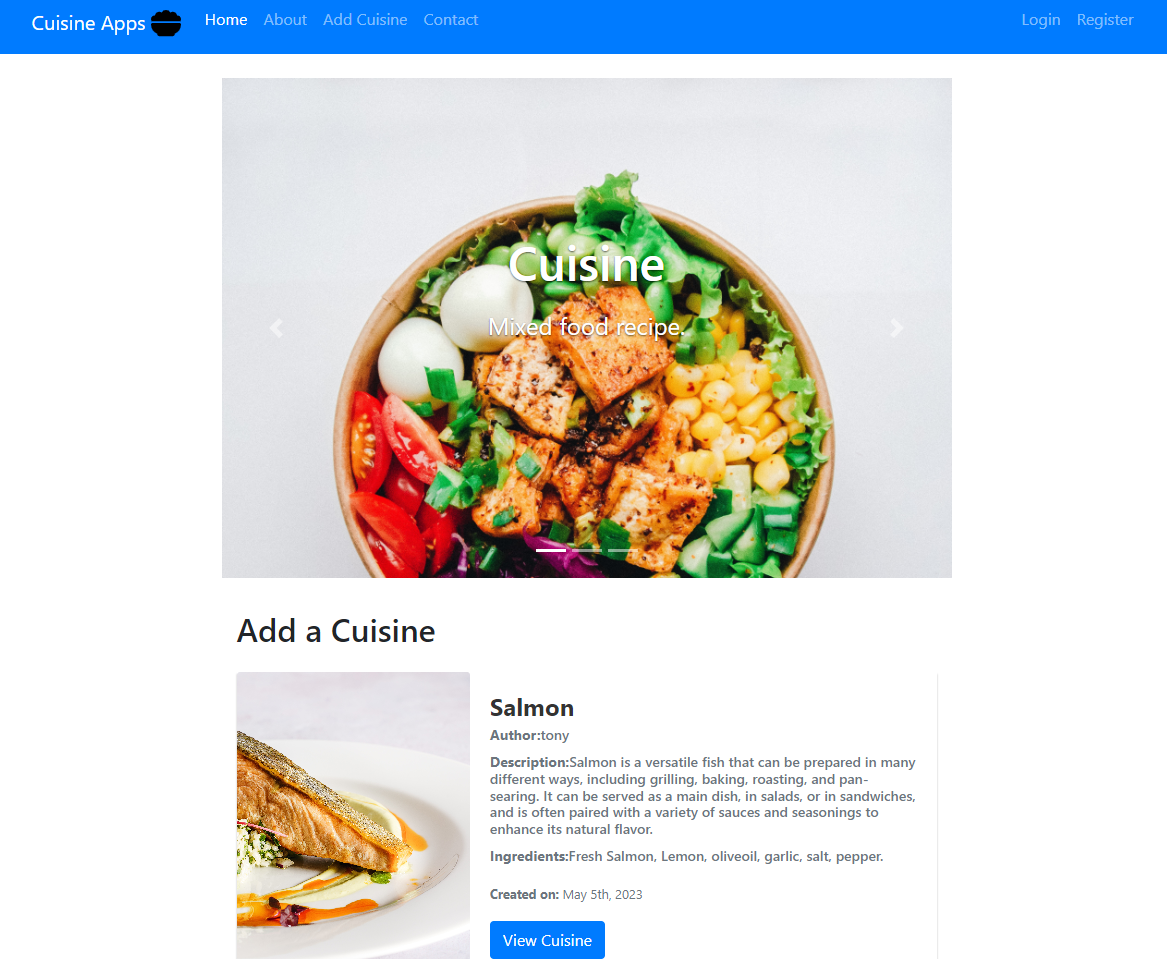 Cuisine Apps Home About Add Cuisine Contact Login Register
Cuisine
Mixed food recipe.
Add a Cuisine
Salmon
Author:tony
Description:Salmon is a versatile fish that can be prepared in many
different ways, including grilling, baking, roasting, and pan-
searing. It can be served as a main dish, in salads, or in sandwiches,
and is often paired with a variety of sauces and seasonings to
enhance its natural flavor.
Ingredients:Fresh Salmon, Lemon, oliveoil, garlic, salt, pepper.
Created on: May 5th, 2023
View Cuisine